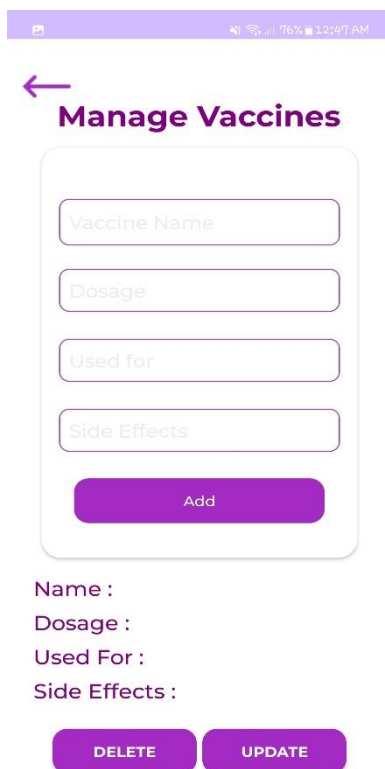 76% 12:47 AM
Manage Vaccines
Vaccine Name
Dosage
Used for
Side Effects
Add
Name :
Dosage :
Used For :
Side Effects :
DELETE
UPDATE